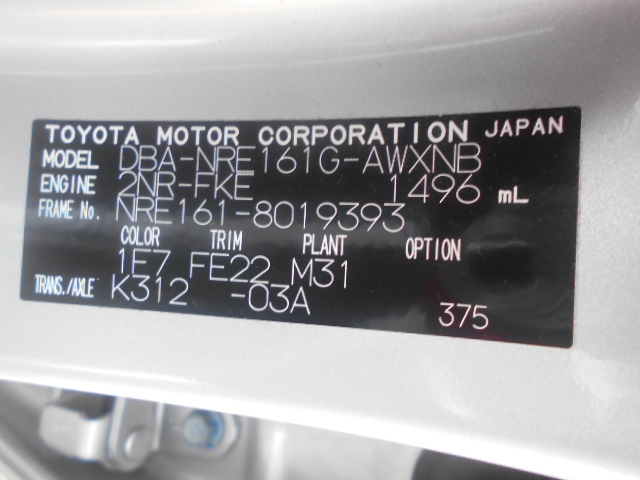 TOYOTA MOTOR CORPORATION JAPAN
MODEL DBA-NRE161G-AWXNB
ENGINE 2NR-FKE 1496 mL
FRAME No. NRE161-8019393
COLOR TRIM PLANT OPTION
1E7 FE22 M31
TRANS./AXLE K312 -03A
375